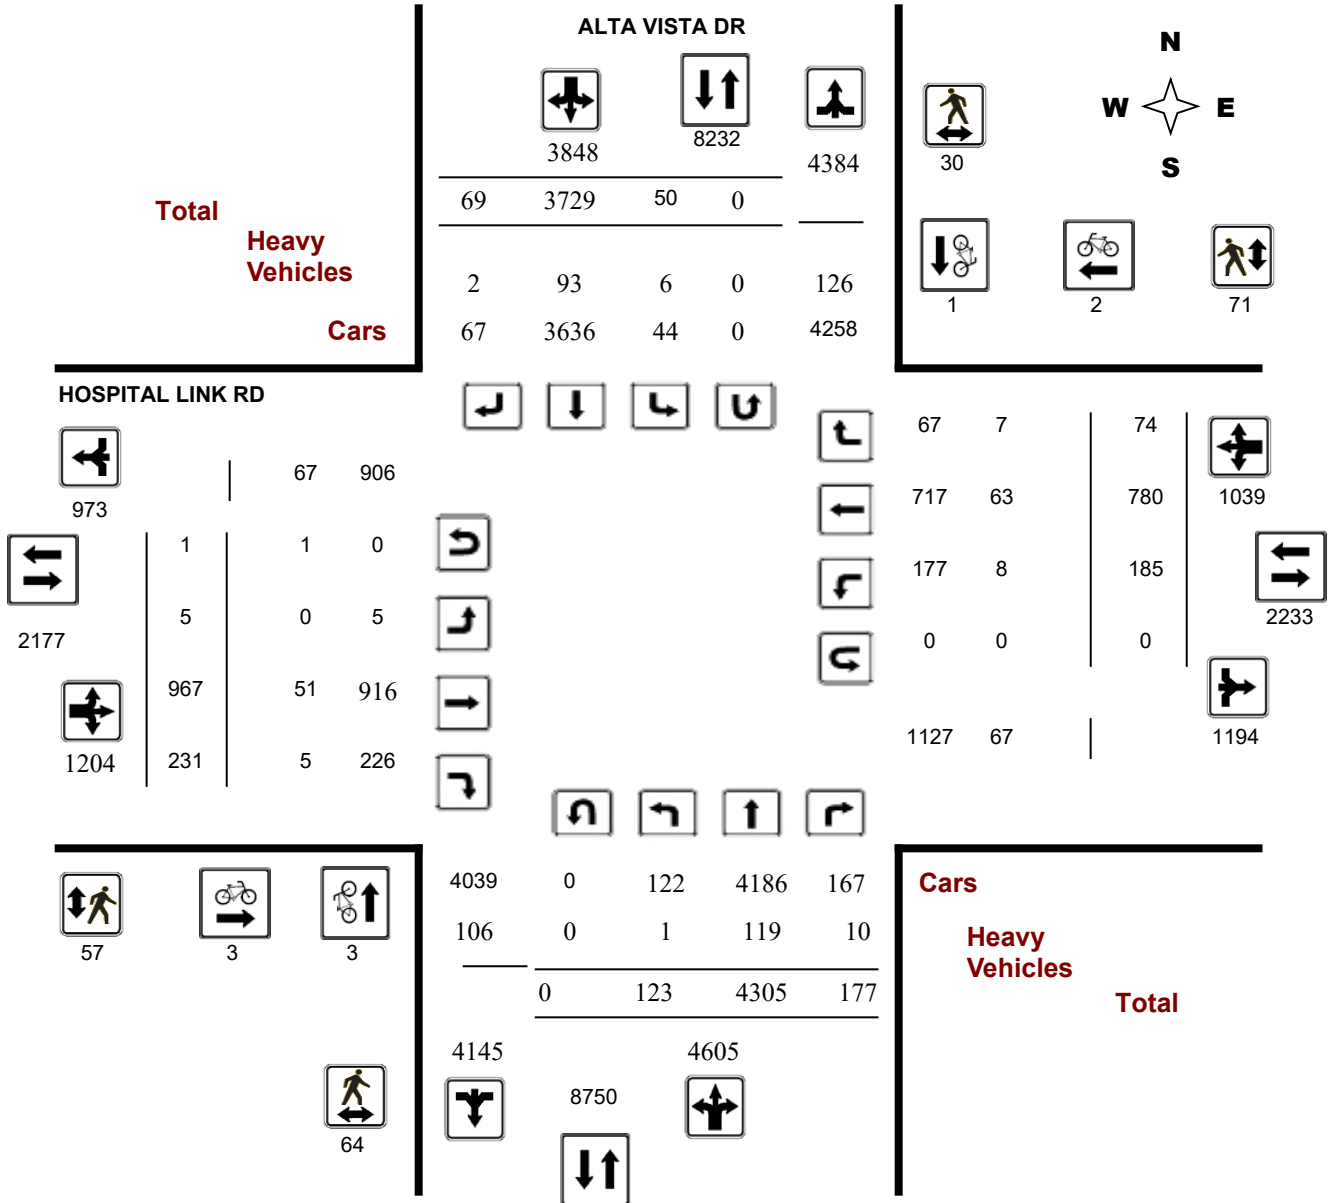 ALTA VISTA DR
N
W E
S
3848 8232 4384 30
69 3729 50 0
Total
Heavy
Vehicles
2 93 6 0 126
1 2 71
Cars 67 3636 44 0 4258
HOSPITAL LINK RD
67 7 74
67 906
973
717 63 780 1039
1 1 0
177 8 185
2233
5 0 5
2177
0 0 0
967 51 916
1127 67 1194
1204 231 5 226
4039 0 122 4186 167 Cars
57 3 3
106 0 1 119 10 Heavy
Vehicles
0 123 4305 177 Total
4145 4605
8750
64